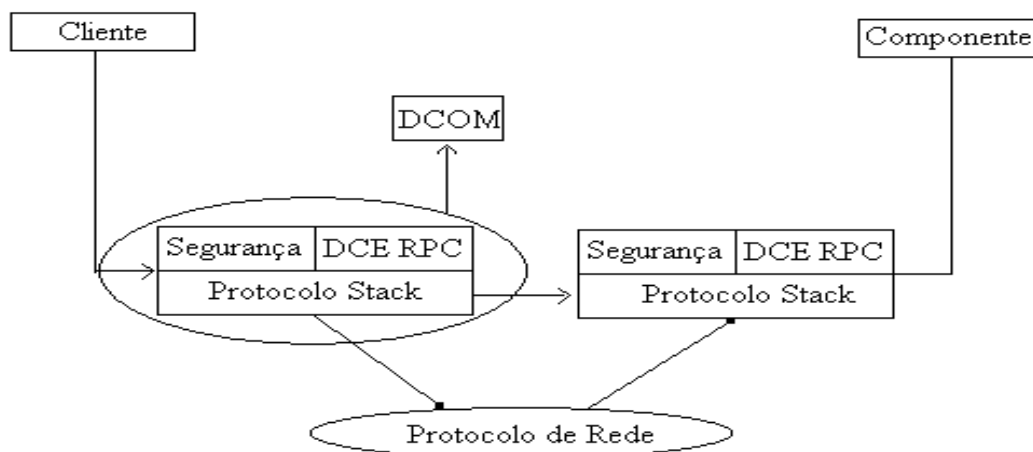 Cliente
Componente
DCOM
Segurança
DCE RPC
Protocolo Stack
Segurança
DCE RPC
Protocolo Stack
Protocolo de Rede